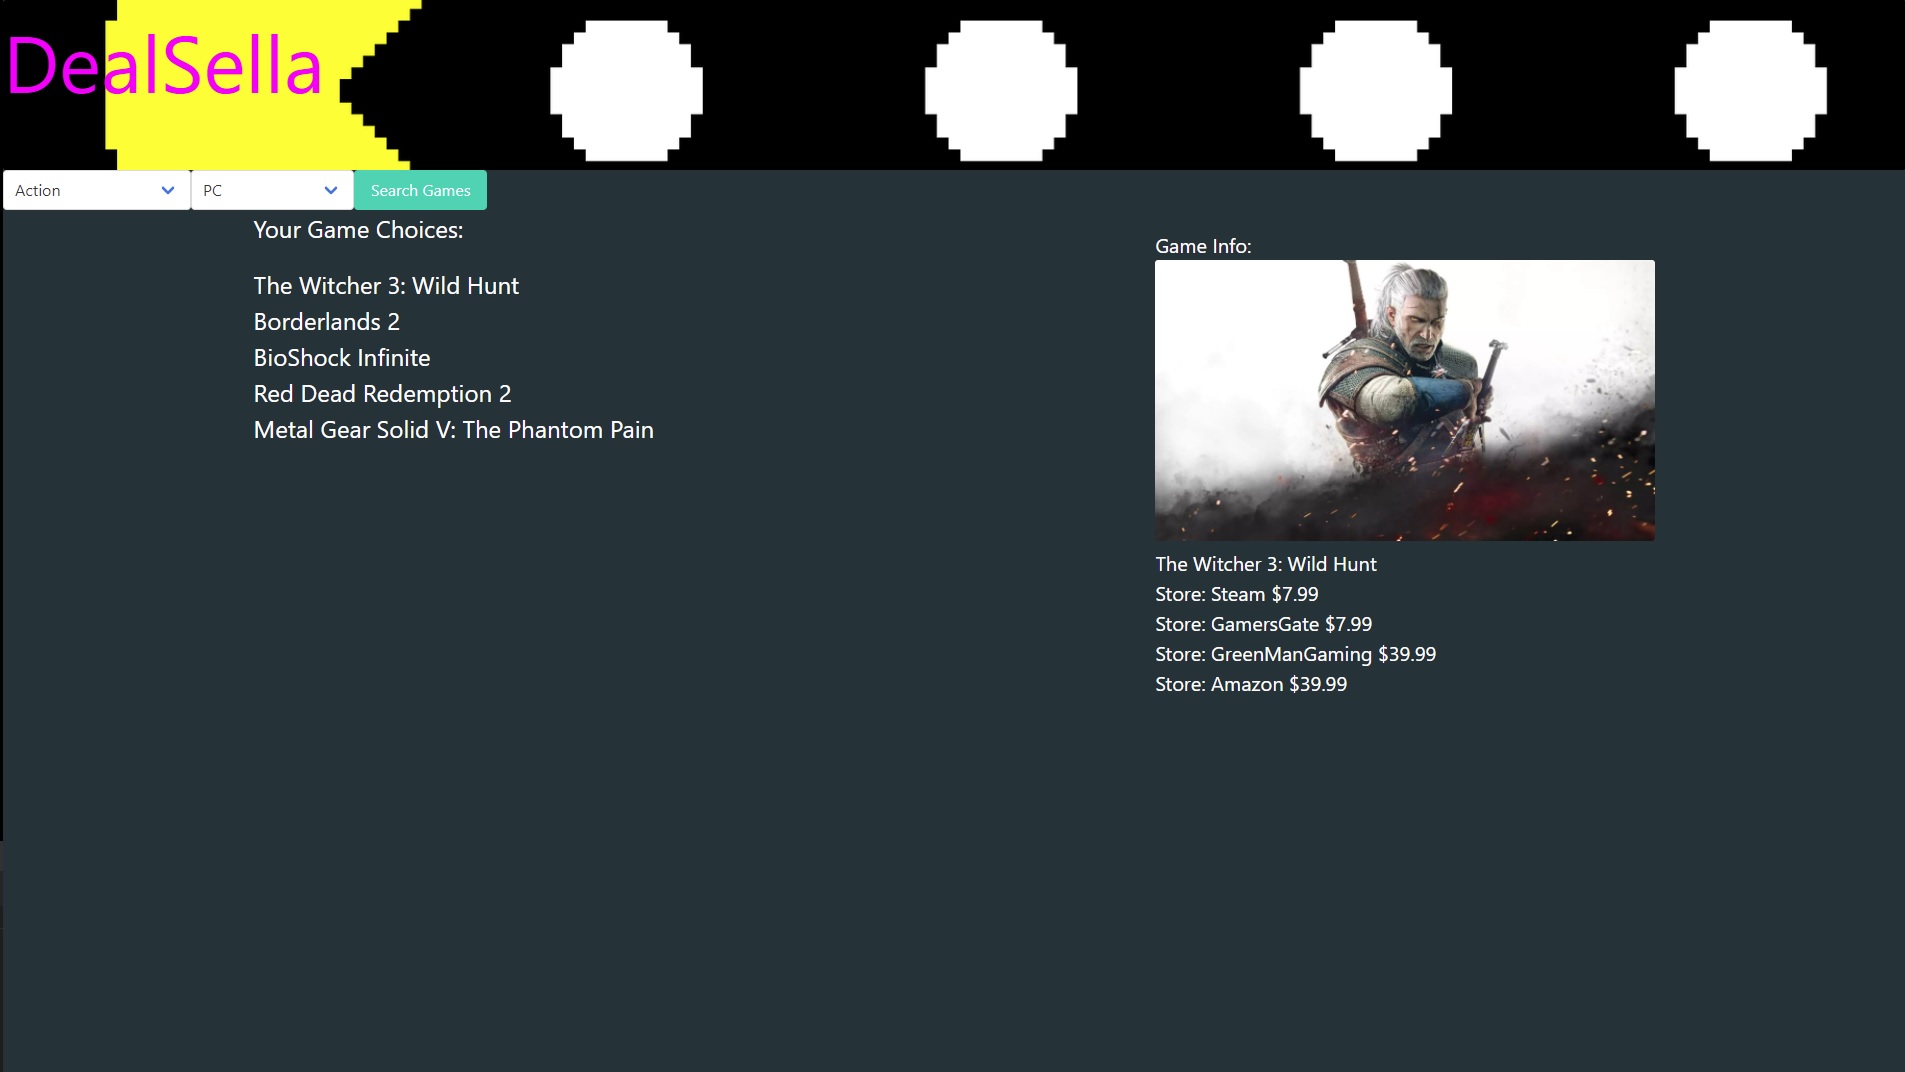 DealSella
Action
PC
Search Games
Your Game Choices:
The Witcher 3: Wild Hunt
Borderlands 2
BioShock Infinite
Red Dead Redemption 2
Metal Gear Solid V: The Phantom Pain
Game Info:
The Witcher 3: Wild Hunt
Store: Steam $7.99
Store: GamersGate $7.99
Store: GreenManGaming $39.99
Store: Amazon $39.99